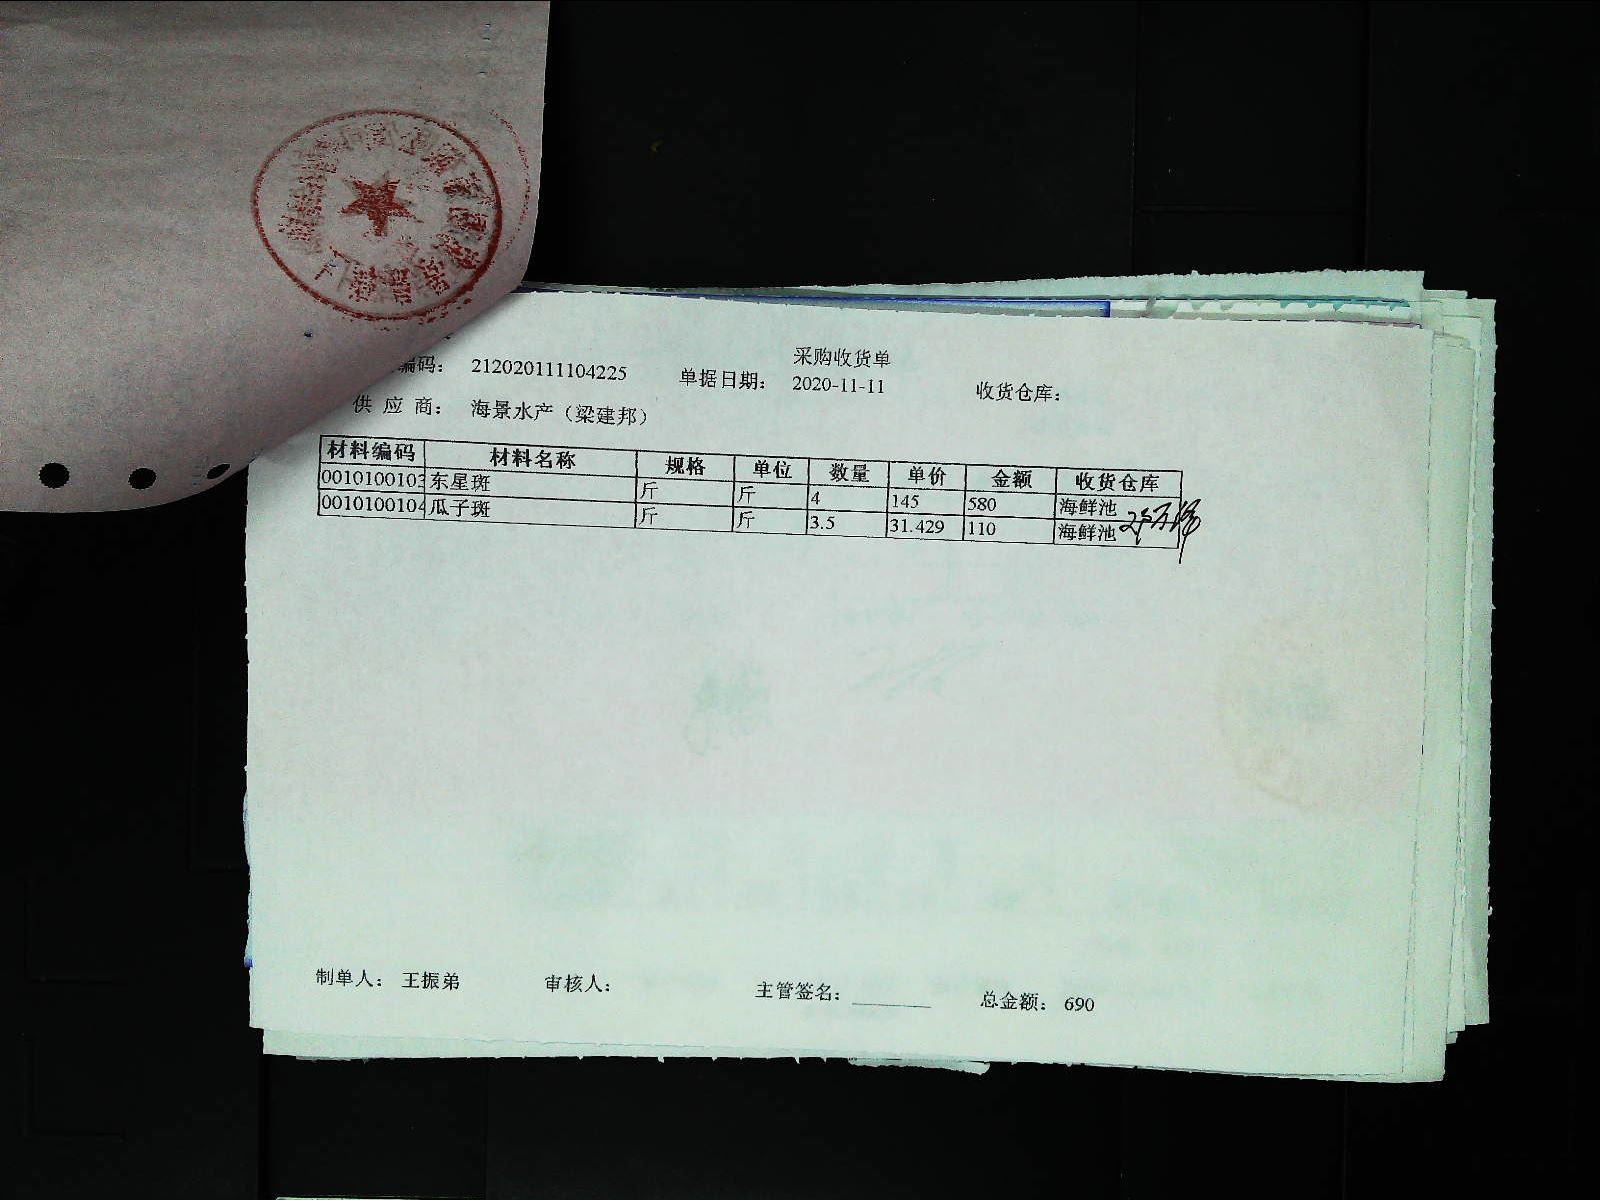 采购收货单
编码： 212020111104225 单据日期： 2020-11-11 收货仓库：
供 应 商： 海景水产（梁建邦）
材料编码 材料名称 规格 单位 数量 单价 金额 收货仓库
0010100103 东星斑 斤 斤 4 145 580 海鲜池
0010100104 瓜子斑 斤 斤 3.5 31.429 110 海鲜池
制单人： 王振弟 审核人： 主管签名： 总金额： 690